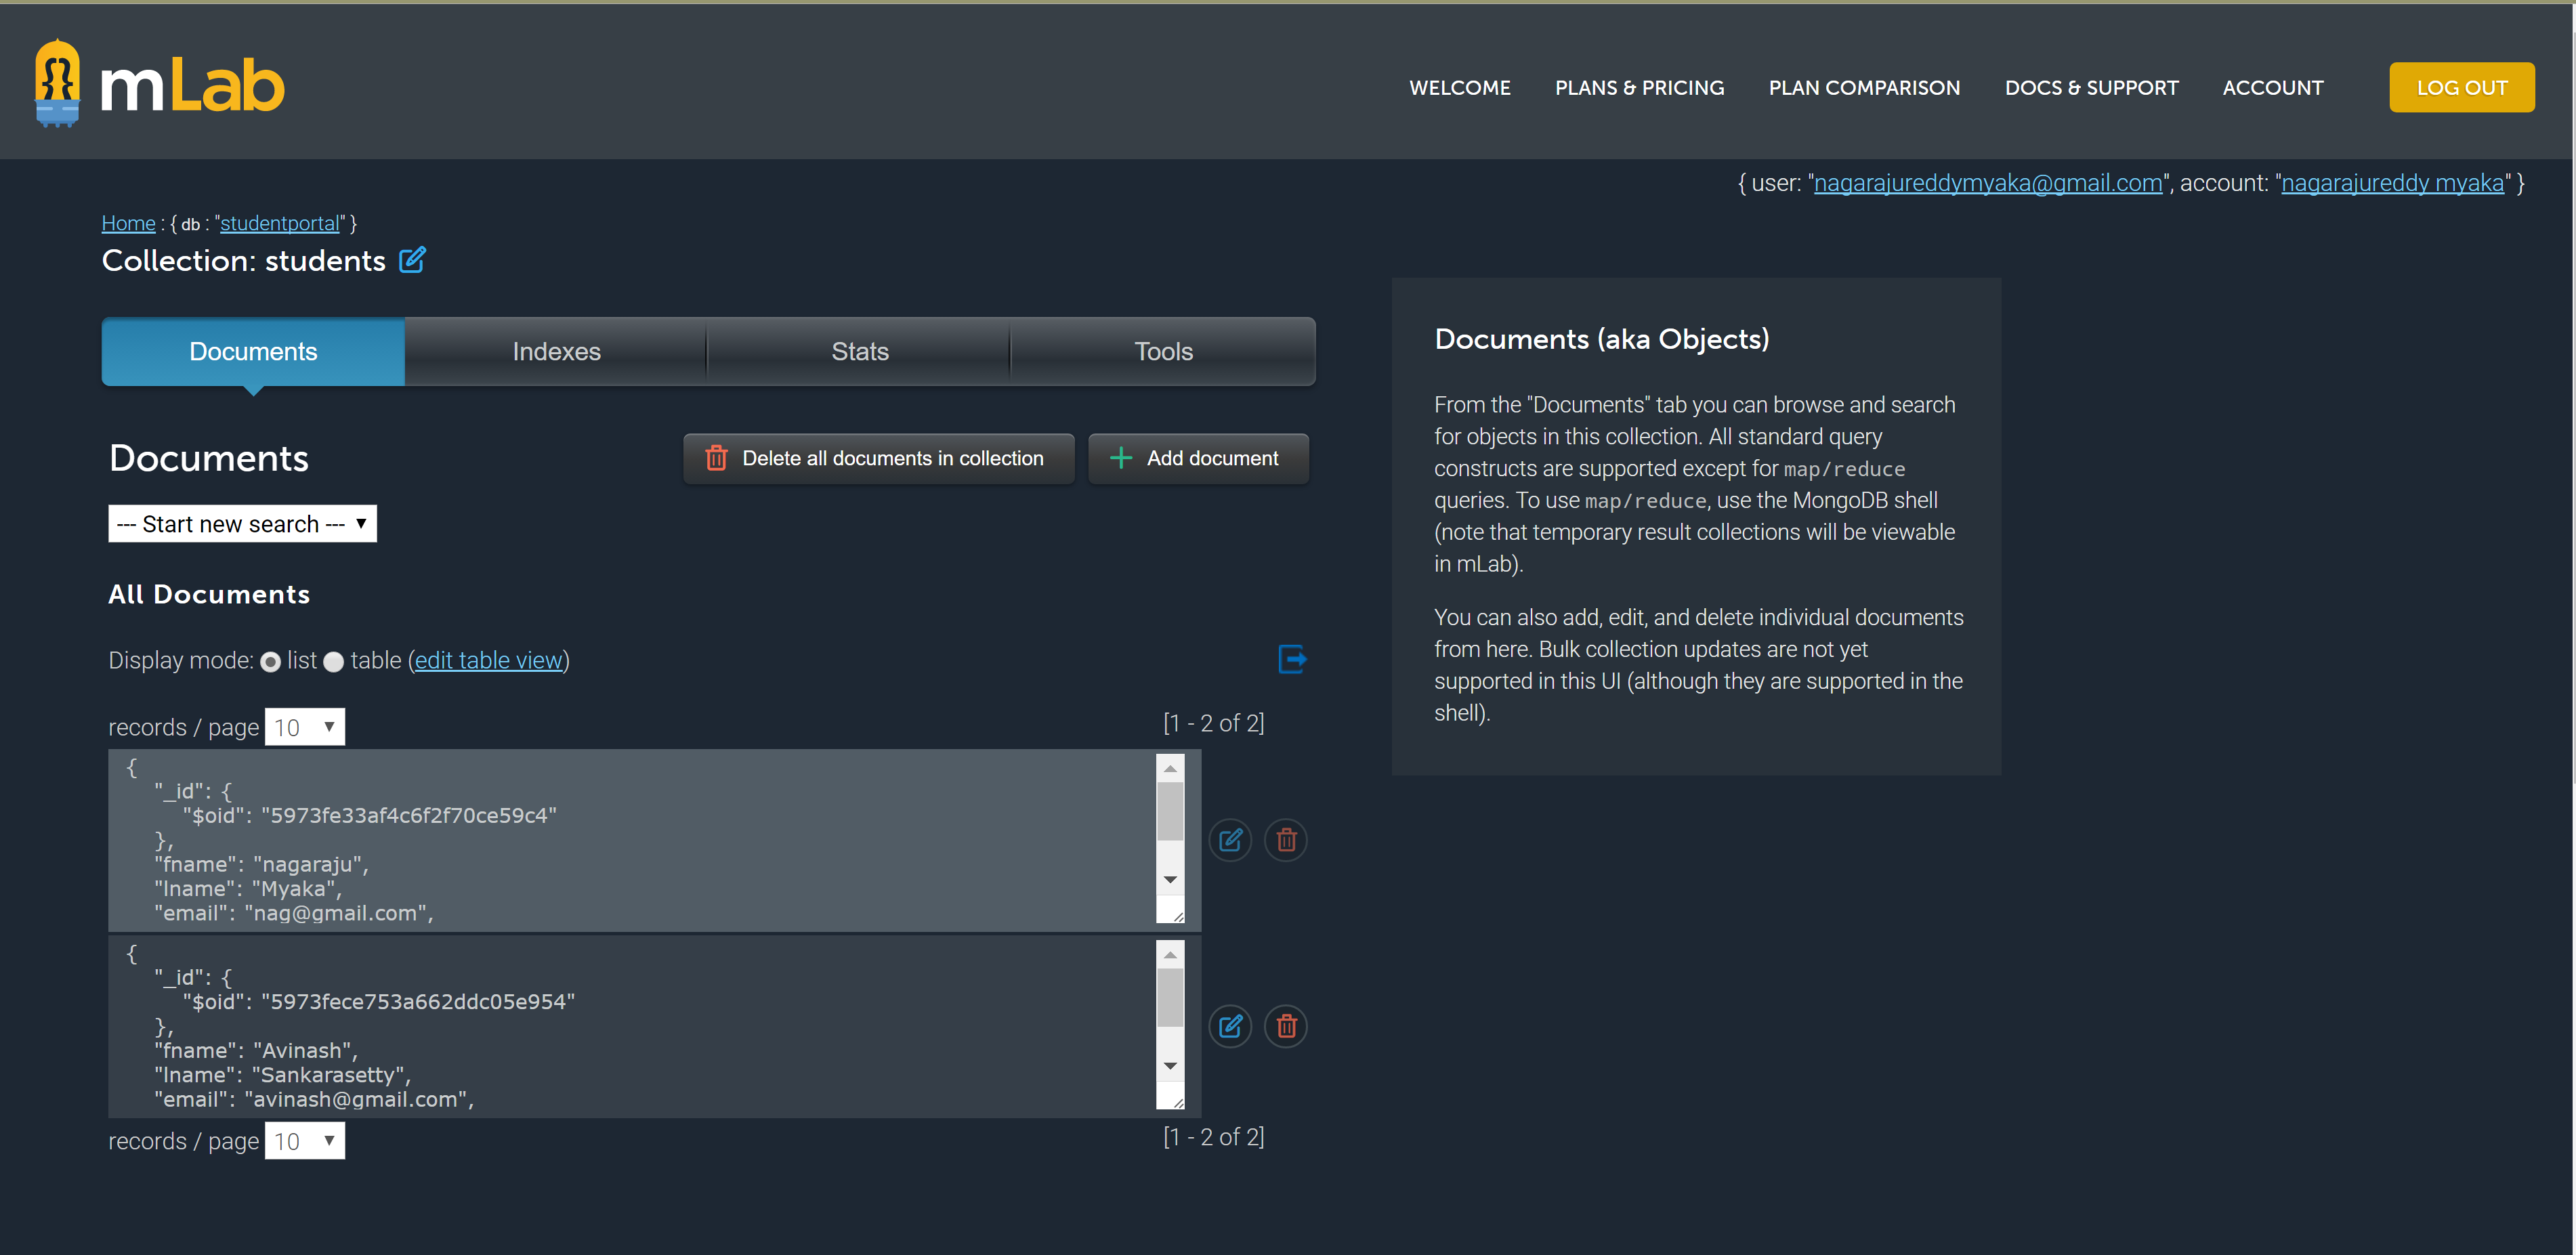 mLab
WELCOME PLANS & PRICING PLAN COMPARISON DOCS & SUPPORT ACCOUNT LOG OUT
{ user: "nagarajureddymyaka@gmail.com", account: "nagarajureddy myaka" }
Home : { db : "studentportal" }
Collection: students
Documents Indexes Stats Tools
Documents
Delete all documents in collection
Add document
--- Start new search ---
All Documents
Display mode: list table (edit table view)
records / page 10
[1 - 2 of 2]
{
"_id": {
"$oid": "5973fe33af4c6f2f70ce59c4"
},
"fname": "nagaraju",
"lname": "Myaka",
"email": "nag@gmail.com",
{
"_id": {
"$oid": "5973fece753a662ddc05e954"
},
"fname": "Avinash",
"lname": "Sankarasetty",
"email": "avinash@gmail.com",
records / page 10
[1 - 2 of 2]
Documents (aka Objects)
From the "Documents" tab you can browse and search
for objects in this collection. All standard query
constructs are supported except for map/reduce
queries. To use map/reduce, use the MongoDB shell
(note that temporary result collections will be viewable
in mLab).
You can also add, edit, and delete individual documents
from here. Bulk collection updates are not yet
supported in this UI (although they are supported in the
shell).